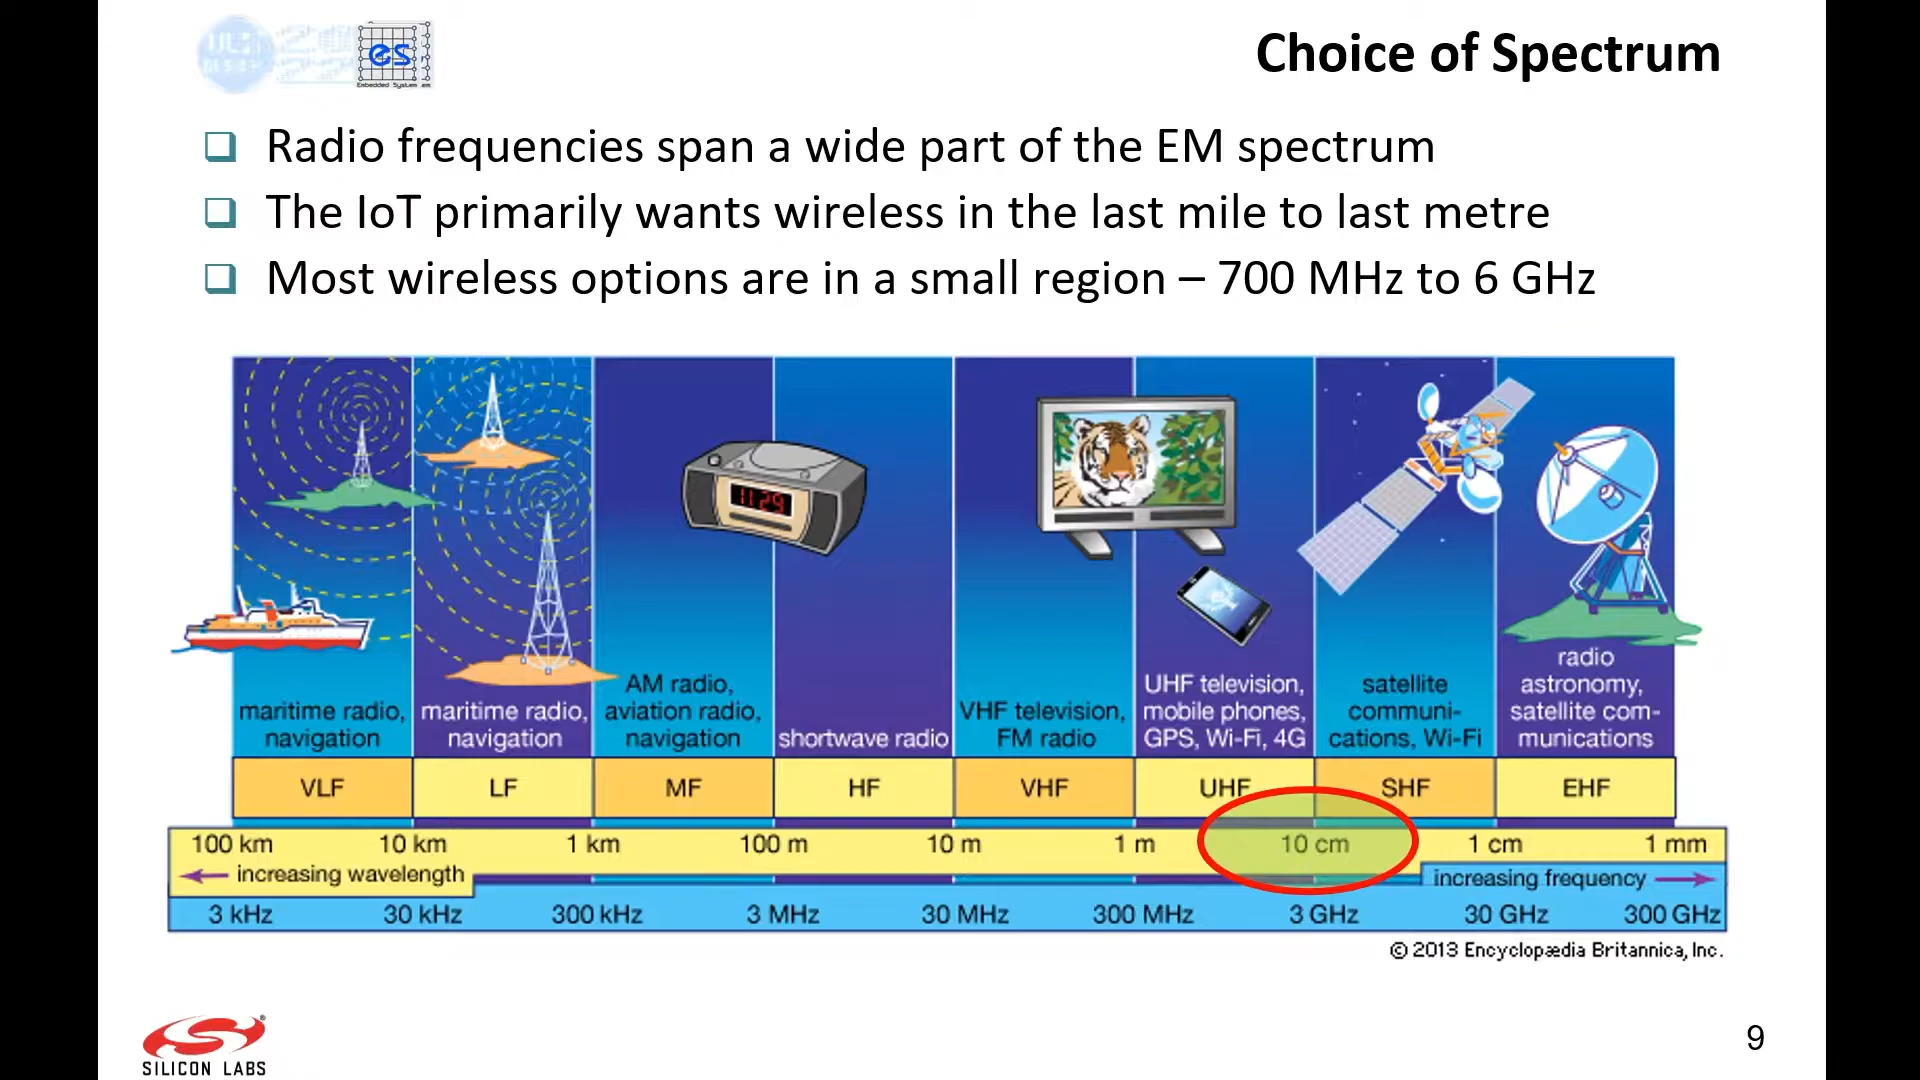 Choice of Spectrum
es
Radio frequencies span a wide part of the EM spectrum
The IoT primarily wants wireless in the last mile to last metre
Most wireless options are in a small region – 700 MHz to 6 GHz
11:29
maritime radio,
navigation
maritime radio,
navigation
AM radio,
aviation radio,
navigation
shortwave radio
VHF television,
FM radio
UHF television,
mobile phones,
GPS, Wi-Fi, 4G
satellite
communi-
cations, Wi-Fi
radio
astronomy,
satellite com-
munications
VLF LF MF HF VHF UHF SHF EHF
100 km 10 km 1 km 100 m 10 m 1 m 10 cm 1 cm 1 mm
increasing wavelength increasing frequency
3 kHz 30 kHz 300 kHz 3 MHz 30 MHz 300 MHz 3 GHz 30 GHz 300 GHz
© 2013 Encyclopædia Britannica, Inc.
SILICON LABS
9